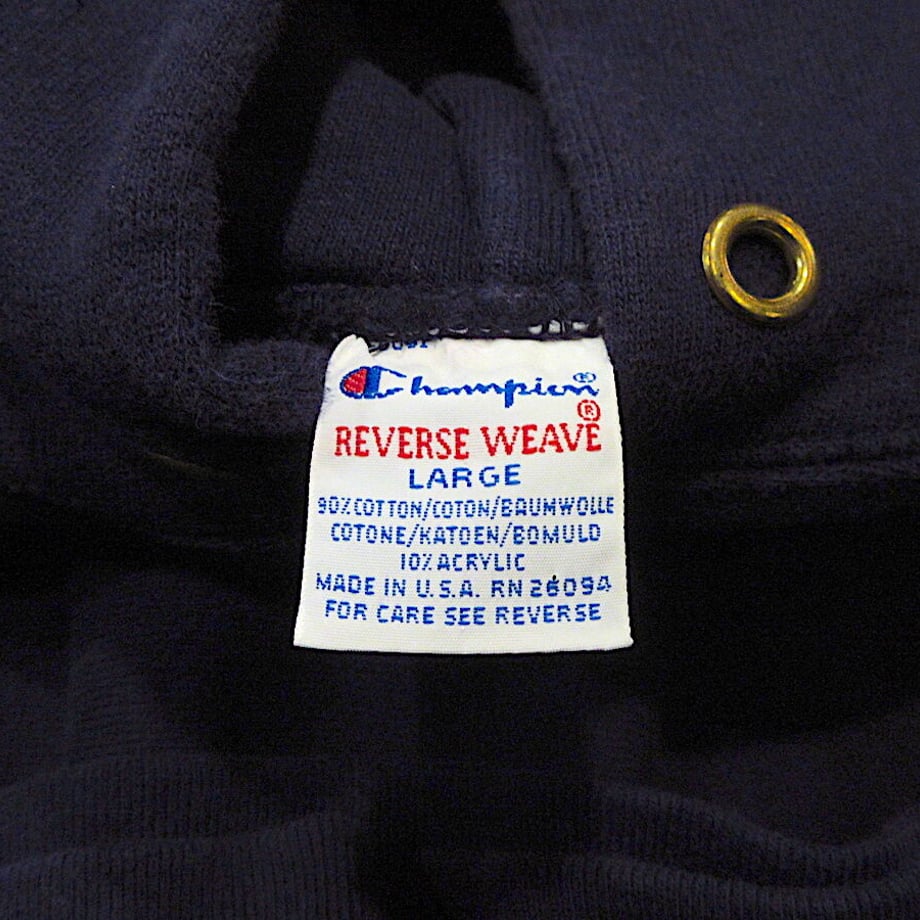 Champion®
REVERSE WEAVE®
LARGE
90% COTTON/COTON/BAUMWOLLE
COTONE/KATOEN/BOMULD
10% ACRYLIC
MADE IN U.S.A. RN 26094
FOR CARE SEE REVERSE